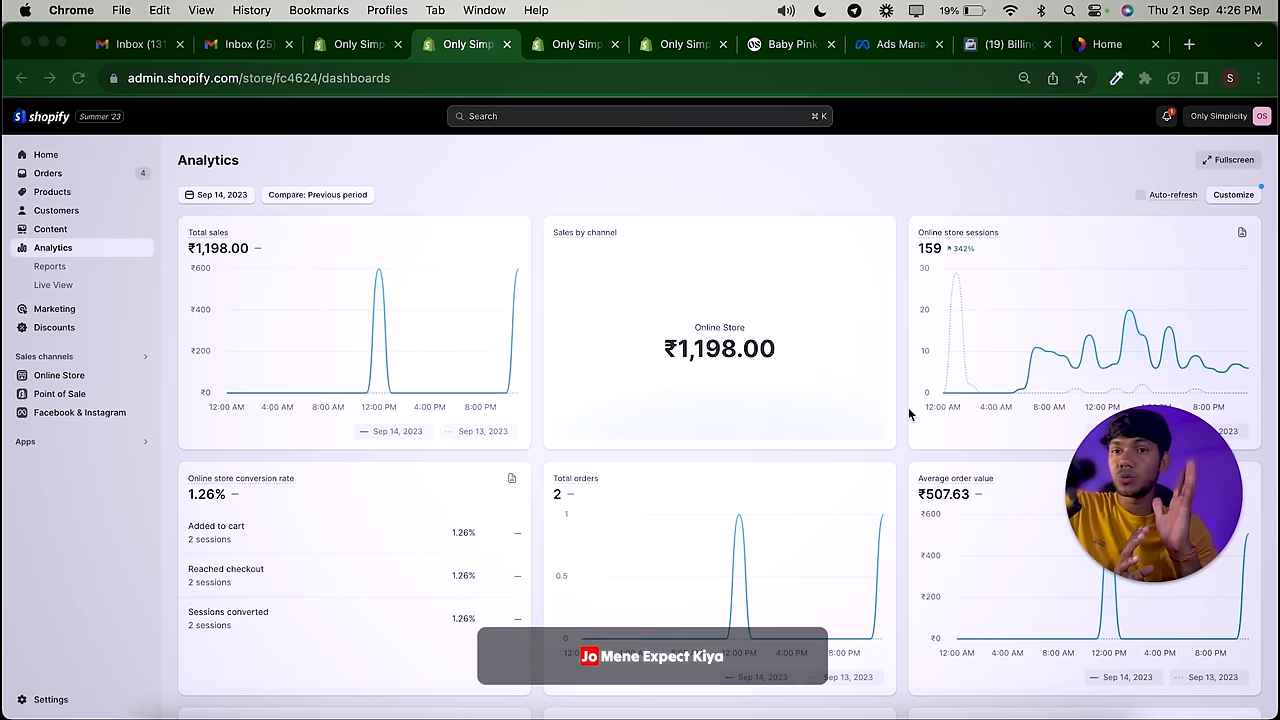 Chrome File Edit View History Bookmarks Profiles Tab Window Help 19% Thu 21 Sep 4:26 PM
Inbox (131 Inbox (25) Only Simp Only Simp Only Simp Only Simp Baby Pink Ads Mana (19) Billing Home
admin.shopify.com/store/fc4624/dashboards S
shopify Summer '23 Search ⌘ K 1 Only Simplicity OS
Home
Orders 4
Products
Customers
Content
Analytics
Reports
Live View
Marketing
Discounts
Sales channels
Online Store
Point of Sale
Facebook & Instagram
Apps
Settings
Analytics Fullscreen
Sep 14, 2023 Compare: Previous period Auto-refresh Customize
Total sales
₹1,198.00 –
₹600
₹400
₹200
₹0
12:00 AM 4:00 AM 8:00 AM 12:00 PM 4:00 PM 8:00 PM
Sep 14, 2023 Sep 13, 2023
Sales by channel
Online Store
₹1,198.00
Online store sessions
159 342%
30
20
10
0
12:00 AM 4:00 AM 8:00 AM 12:00 PM 8:00 PM
2023
Online store conversion rate
1.26% –
Added to cart
2 sessions
1.26% –
Reached checkout
2 sessions
1.26% –
Sessions converted
2 sessions
1.26% –
Total orders
2 –
1
0.5
0
4:00 PM 8:00 PM
Sep 14, 2023 Sep 13, 2023
Average order value
₹507.63 –
₹600
₹400
₹200
₹0
12:00 AM 4:00 AM 8:00 AM 12:00 PM 4:00 PM 8:00 PM
Sep 14, 2023 Sep 13, 2023
Jo Mene Expect Kiya